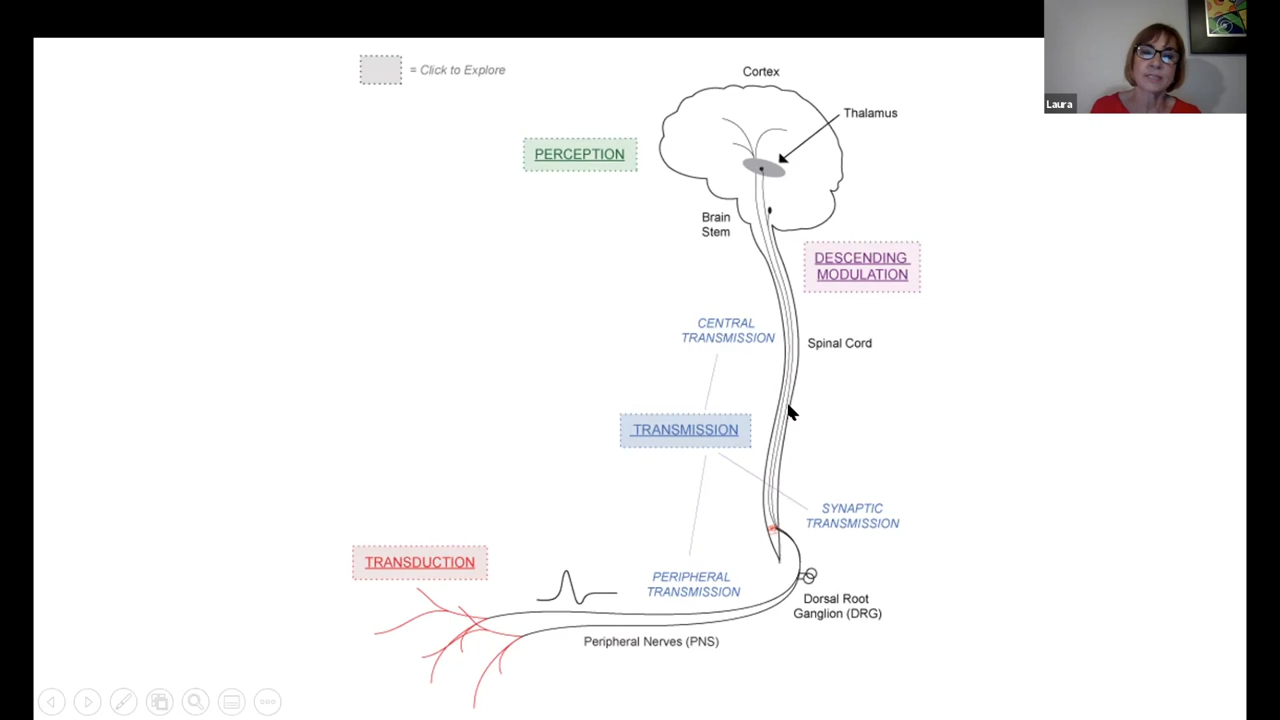 = Click to Explore
Cortex
Laura
Thalamus
PERCEPTION
Brain
Stem
DESCENDING
MODULATION
CENTRAL
TRANSMISSION
Spinal Cord
TRANSMISSION
SYNAPTIC
TRANSMISSION
TRANSDUCTION
PERIPHERAL
TRANSMISSION
Dorsal Root
Ganglion (DRG)
Peripheral Nerves (PNS)